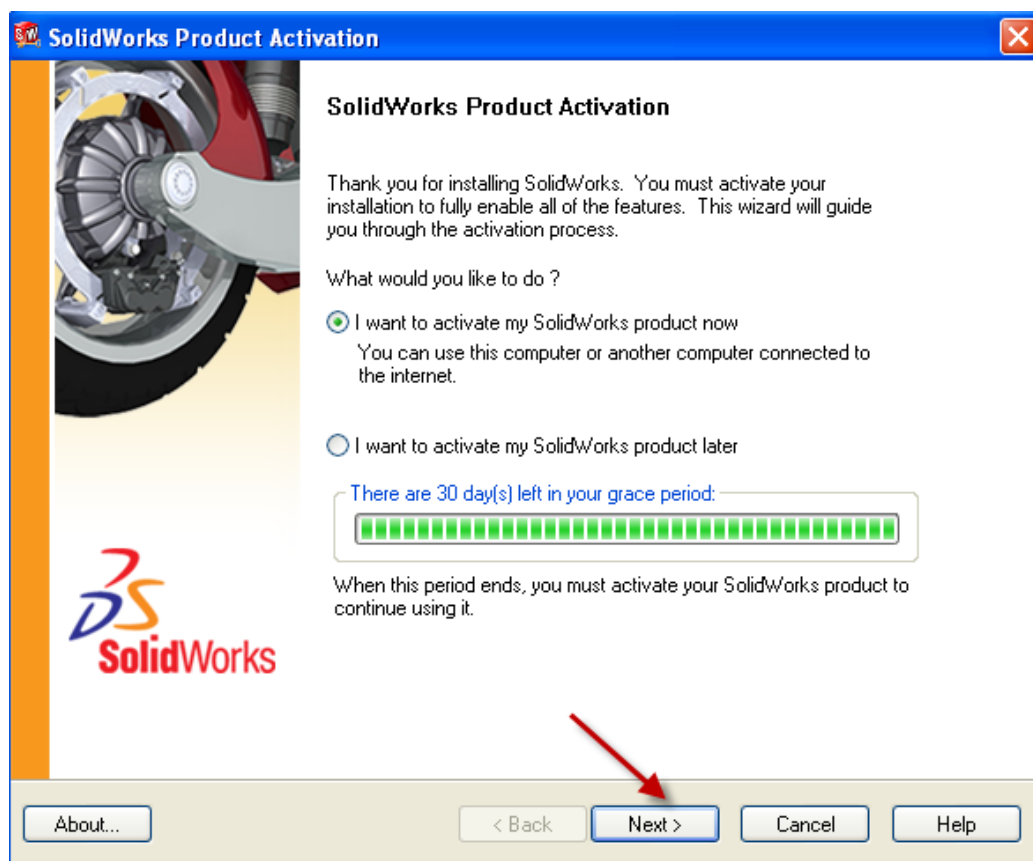 SolidWorks Product Activation
SolidWorks Product Activation
Thank you for installing SolidWorks. You must activate your
installation to fully enable all of the features. This wizard will guide
you through the activation process.
What would you like to do ?
I want to activate my SolidWorks product now
You can use this computer or another computer connected to
the internet.
I want to activate my SolidWorks product later
There are 30 day(s) left in your grace period:
When this period ends, you must activate your SolidWorks product to
continue using it.
SolidWorks
About...
< Back
Next >
Cancel
Help